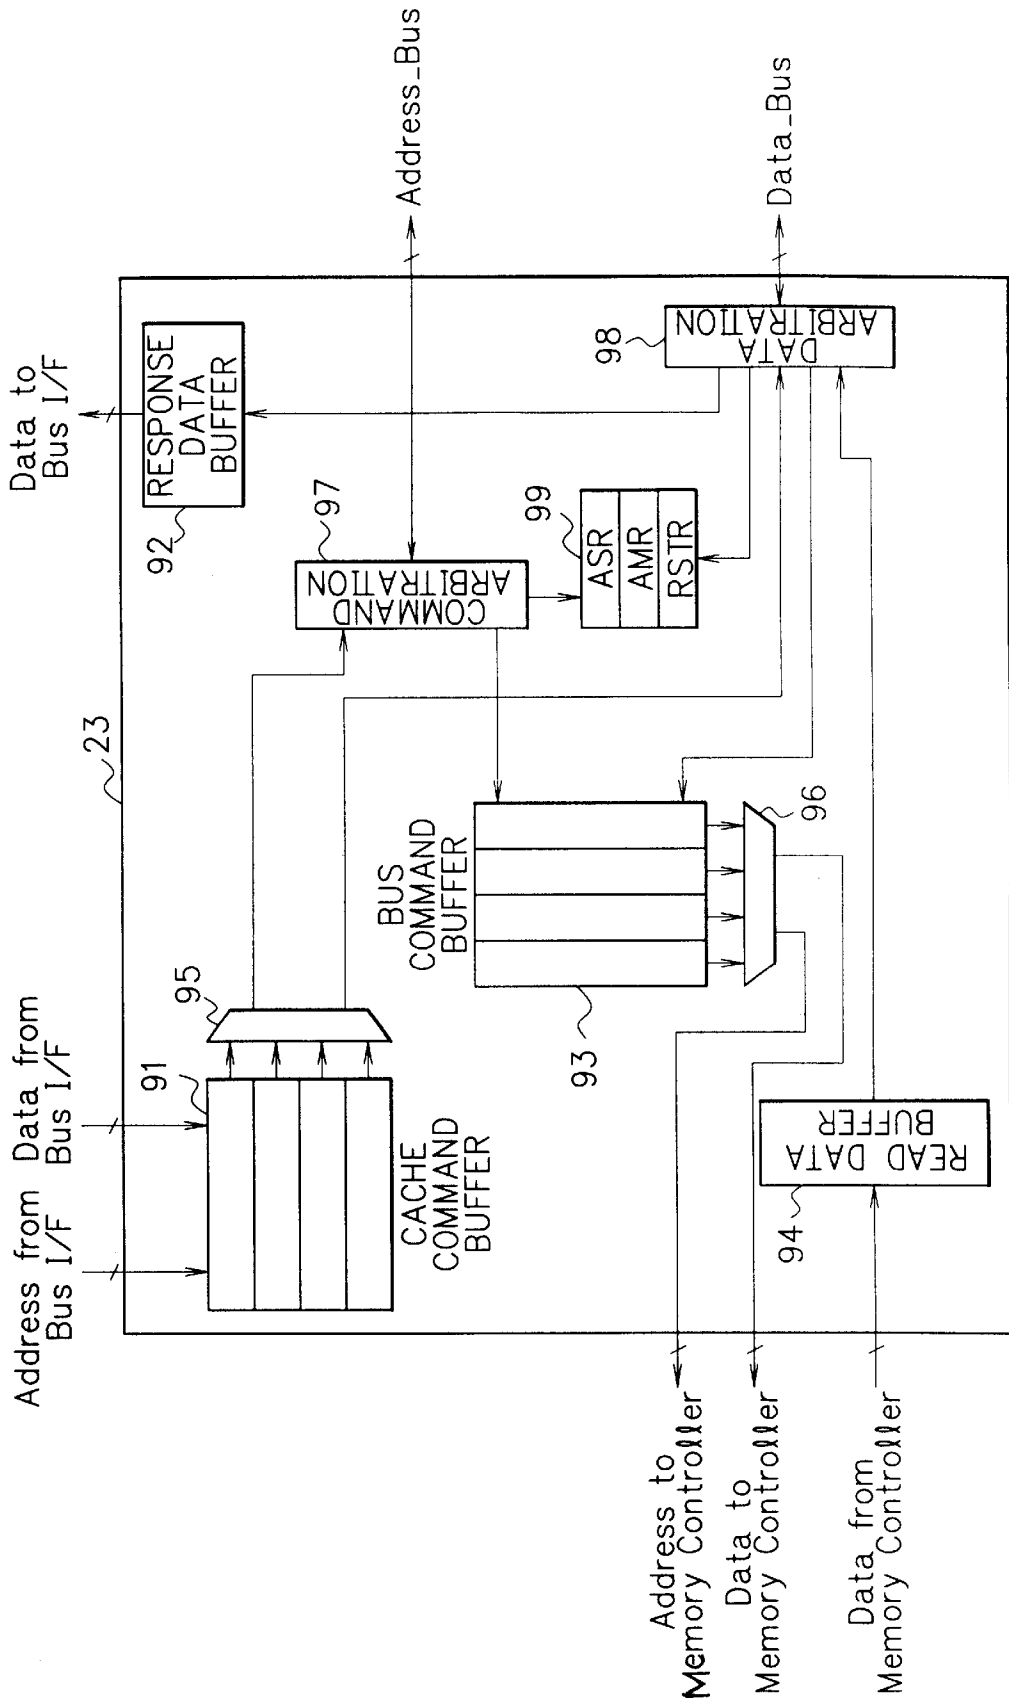 Address from
Bus I/F
Data from
Bus I/F
Data to
Bus I/F
23
91
CACHE
COMMAND
BUFFER
95
92
RESPONSE
DATA
BUFFER
97
COMMAND
ARBITRATION
Address_Bus
99
ASR
AMR
RSTR
BUS
COMMAND
BUFFER
93
96
98
DATA
ARBITRATION
Data_Bus
94
READ DATA
BUFFER
Address to
Memory Controller
Data to
Memory Controller
Data from
Memory Controller